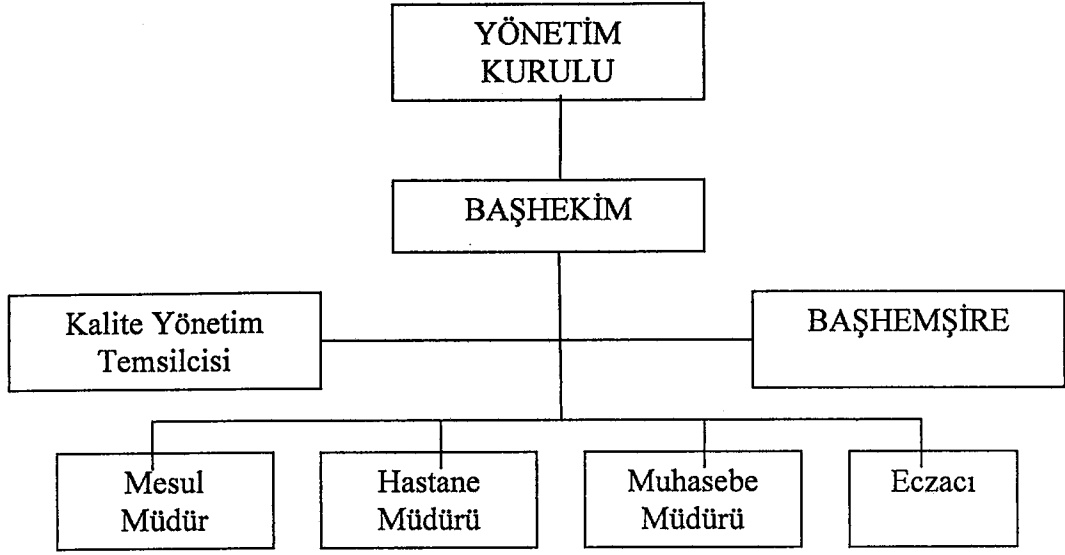 YÖNETİM
KURULU
BAŞHEKİM
Kalite Yönetim
Temsilcisi
BAŞHEMŞİRE
Mesul
Müdür
Hastane
Müdürü
Muhasebe
Müdürü
Eczacı